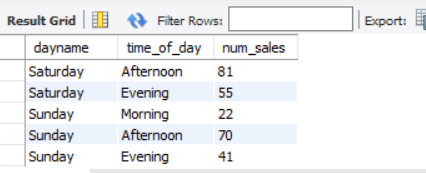 Result Grid Filter Rows: Export:
dayname time_of_day num_sales
Saturday Afternoon 81
Saturday Evening 55
Sunday Morning 22
Sunday Afternoon 70
Sunday Evening 41